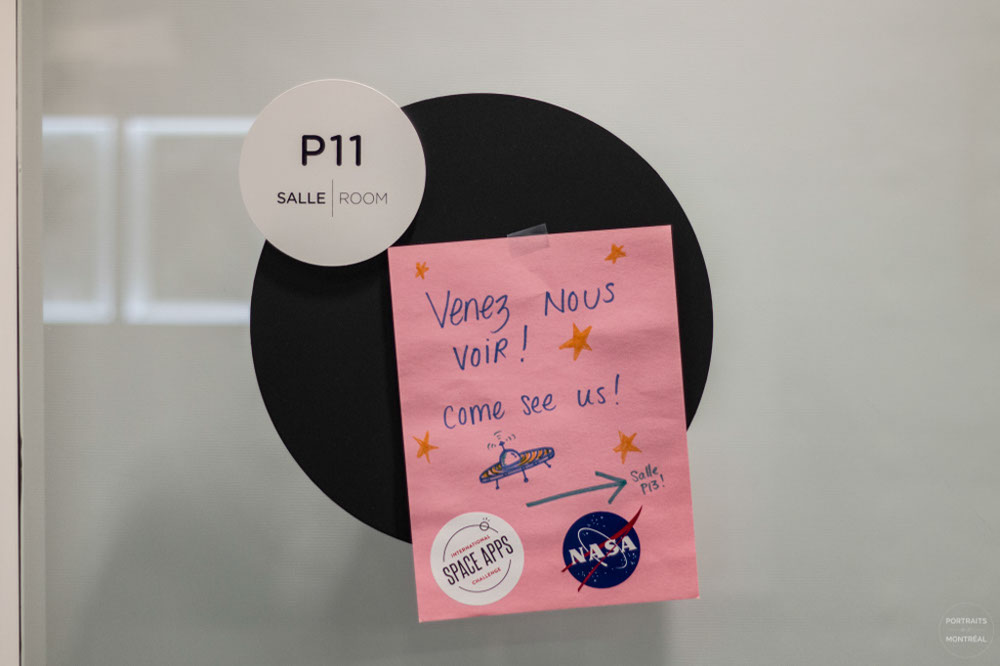 P11
SALLE | ROOM
Venez NOUS
VOIR !
come see us!
Salle
P13!
INTERNATIONAL
SPACE APPS
CHALLENGE
NASA
PORTRAITS
MONTRÉAL